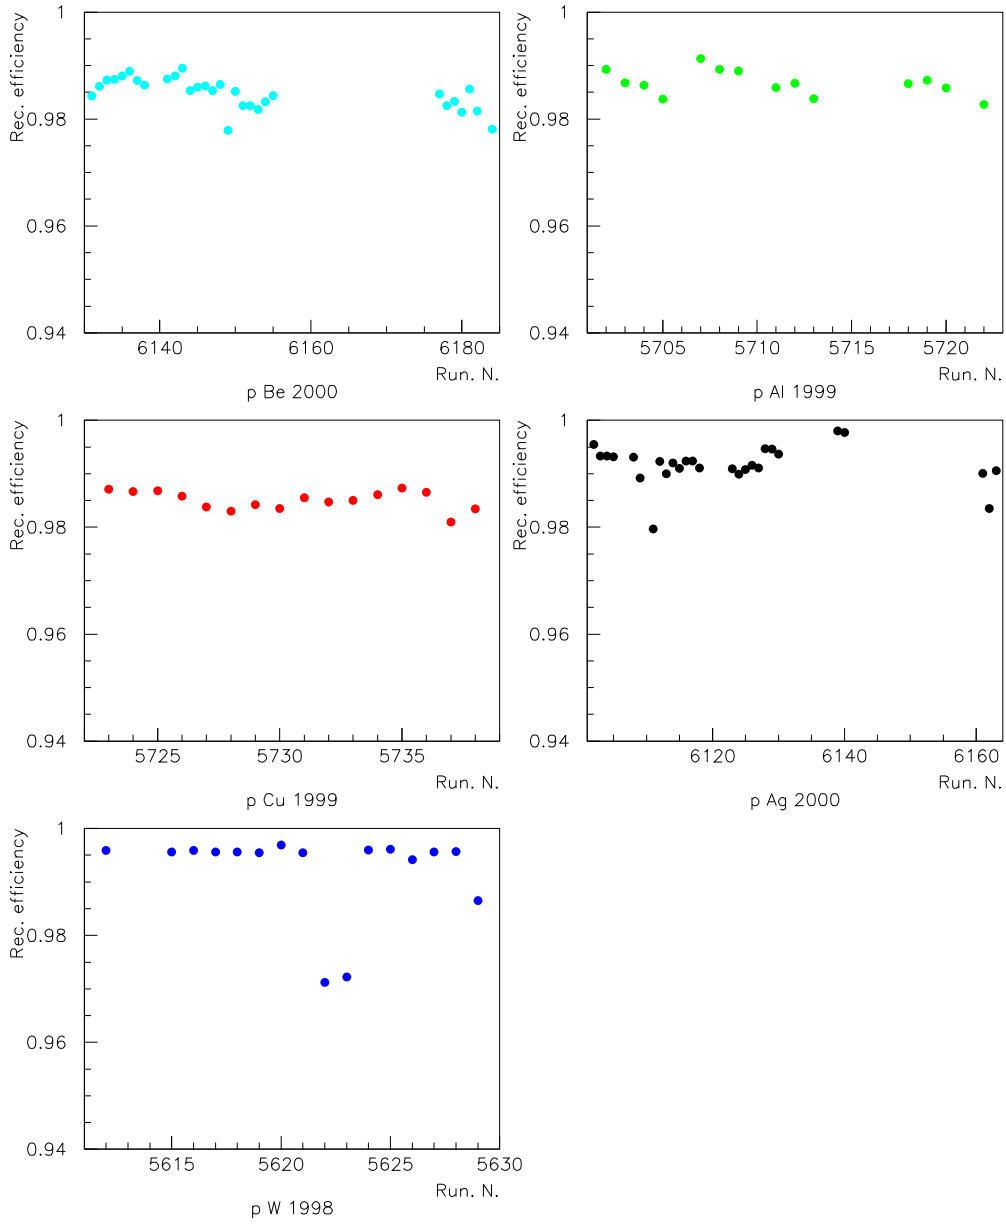 Rec. efficiency
1
0.98
0.96
0.94
6140
6160
6180
Run. N.
p Be 2000
Rec. efficiency
1
0.98
0.96
0.94
5705
5710
5715
5720
Run. N.
p Al 1999
Rec. efficiency
1
0.98
0.96
0.94
5725
5730
5735
Run. N.
p Cu 1999
Rec. efficiency
1
0.98
0.96
0.94
6120
6140
6160
Run. N.
p Ag 2000
Rec. efficiency
1
0.98
0.96
0.94
5615
5620
5625
5630
Run. N.
p W 1998